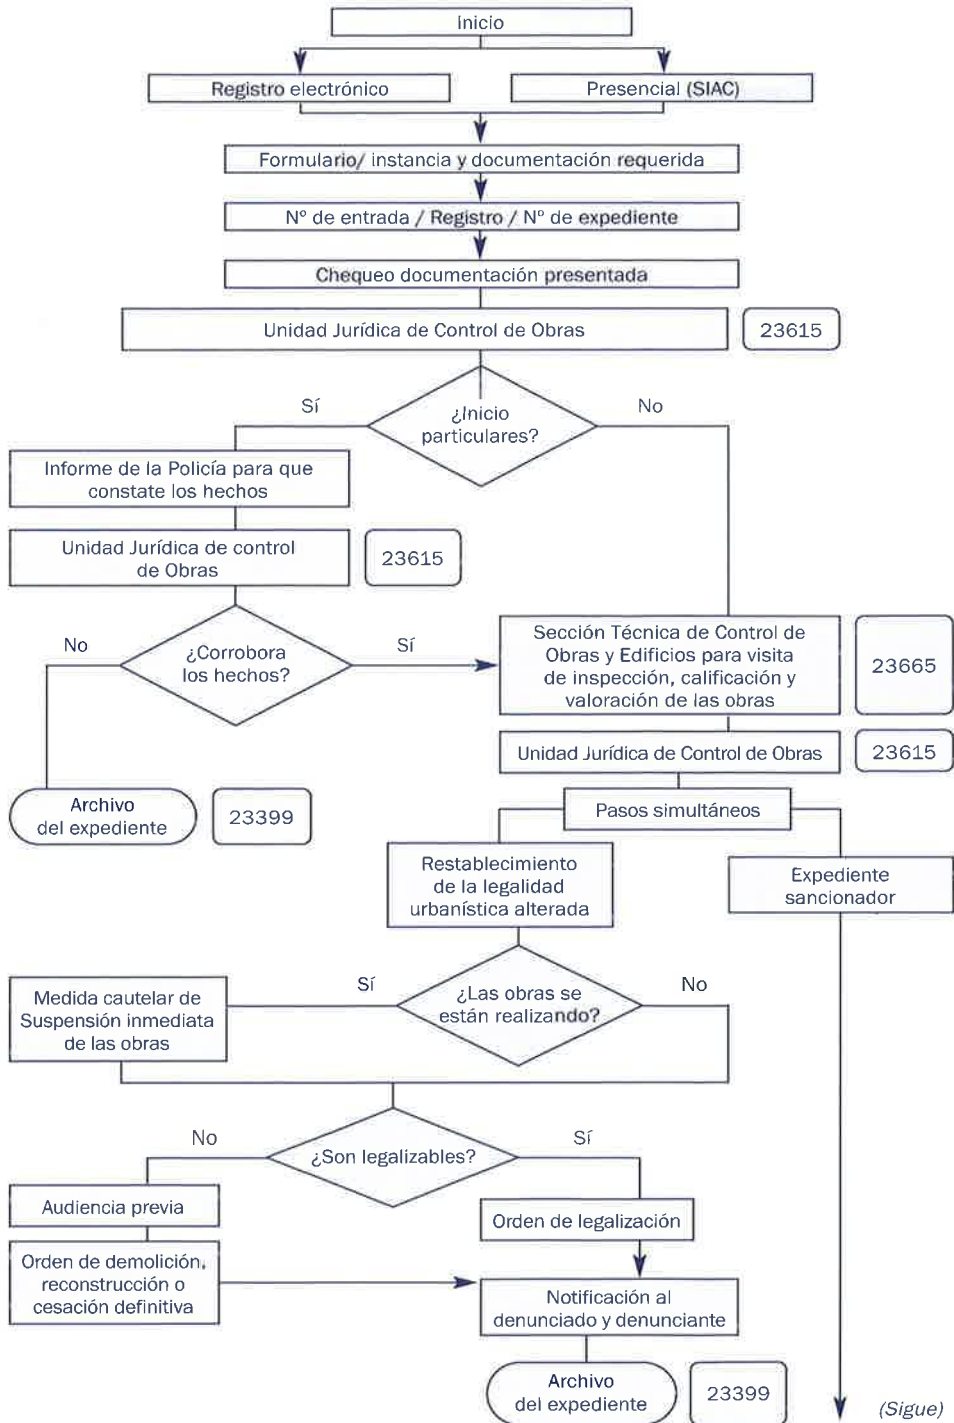 Inicio
Registro electrónico
Presencial (SIAC)
Formulario/ instancia y documentación requerida
Nº de entrada / Registro / Nº de expediente
Chequeo documentación presentada
Unidad Jurídica de Control de Obras
23615
¿Inicio
particulares?
Sí
No
Informe de la Policía para que
constate los hechos
Unidad Jurídica de control
de Obras
23615
¿Corrobora
los hechos?
No
Sí
Sección Técnica de Control de
Obras y Edificios para visita
de inspección, calificación y
valoración de las obras
23665
Unidad Jurídica de Control de Obras
23615
Archivo
del expediente
23399
Pasos simultáneos
Restablecimiento
de la legalidad
urbanística alterada
Expediente
sancionador
¿Las obras se
están realizando?
Sí
No
Medida cautelar de
Suspensión inmediata
de las obras
¿Son legalizables?
No
Sí
Audiencia previa
Orden de legalización
Orden de demolición,
reconstrucción o
cesación definitiva
Notificación al
denunciado y denunciante
Archivo
del expediente
23399
(Sigue)